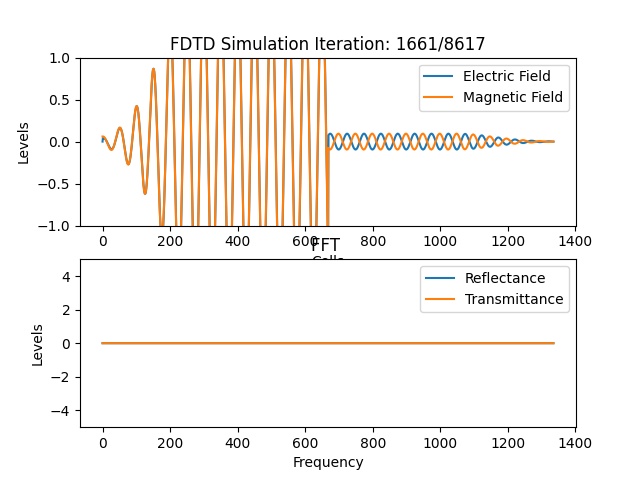 FDTD Simulation Iteration: 1661/8617
1.0
0.5
0.0
−0.5
−1.0
Levels
Electric Field
Magnetic Field
0 200 400 600 800 1000 1200 1400
Cells
FFT
4
2
0
−2
−4
Levels
Reflectance
Transmittance
0 200 400 600 800 1000 1200 1400
Frequency